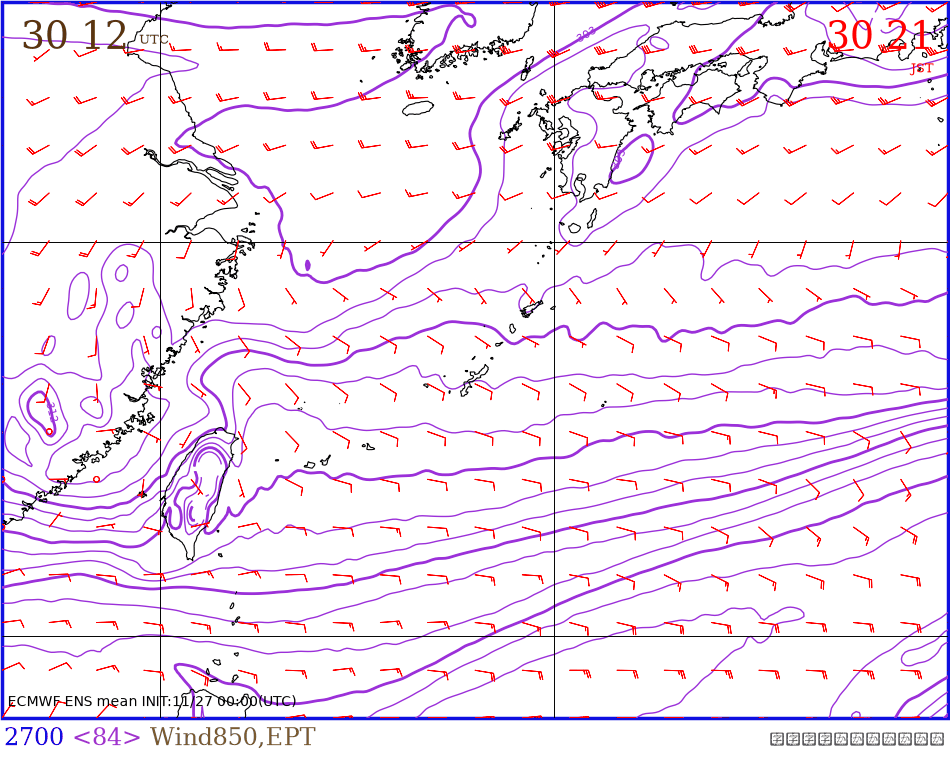 30 12 UTC
30 21 JST
303
ECMWF ENS mean INIT:11/27 00:00(UTC)
2700 <84> Wind850,EPT